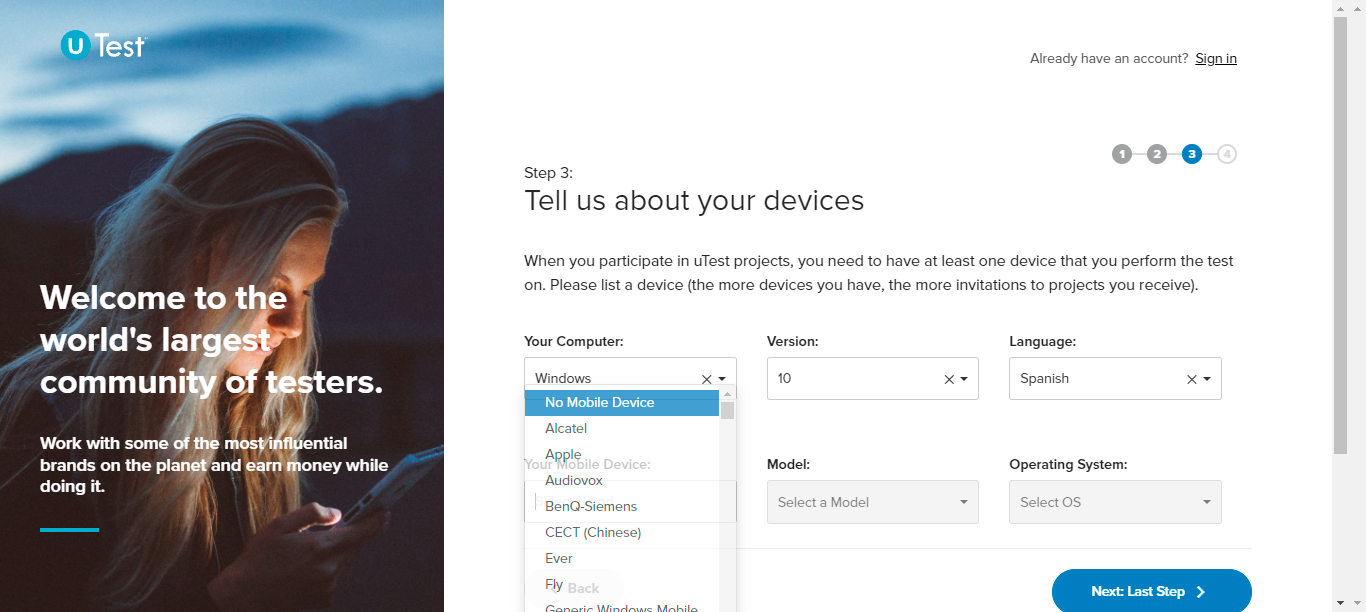 u Test
Already have an account? Sign in
1 2 3 4
Step 3:
Tell us about your devices
When you participate in uTest projects, you need to have at least one device that you perform the test
on. Please list a device (the more devices you have, the more invitations to projects you receive).
Welcome to the
world's largest
community of testers.
Work with some of the most influential
brands on the planet and earn money while
doing it.
Your Computer:
Version:
Language:
Windows
10
Spanish
No Mobile Device
Alcatel
Apple
Audiovox
BenQ-Siemens
CECT (Chinese)
Ever
Fly
Generic Windows Mobile
Your Mobile Device:
Model:
Operating System:
Select a Model
Select OS
Back
Next: Last Step